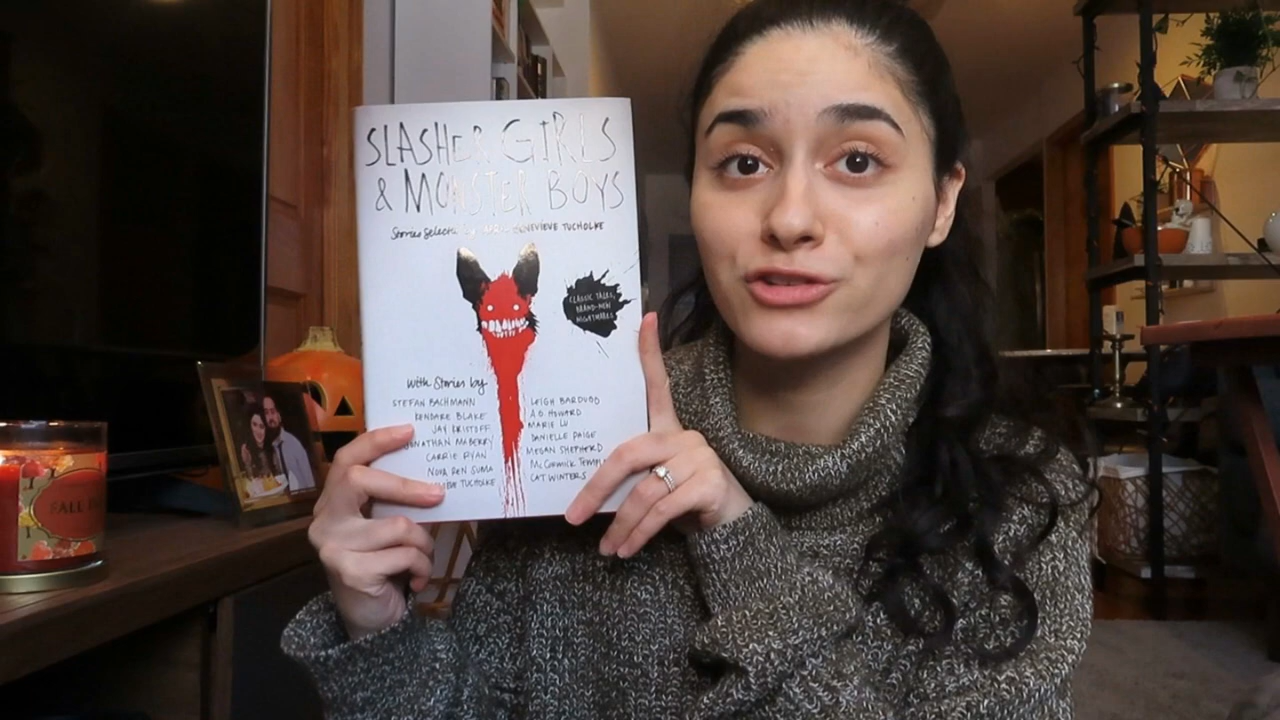 SLASHER GIRLS
& MONSTER BOYS
Stories Selected by GENEVIEVE TUCHOLKE
CLASSIC TALES,
BRAND-NEW
NIGHTMARES
With Stories by
STEFAN BACHMANN
KENDARE BLAKE
JAY KRISTOFF
JONATHAN MABERRY
CARRIE RYAN
NOVA REN SUMA
TUCHOLKE
LEIGH BARDUGO
A.G. HOWARD
MARIE LU
DANIELLE PAIGE
MEGAN SHEPHERD
McCormick Temp
CAT WINTERS
FALL